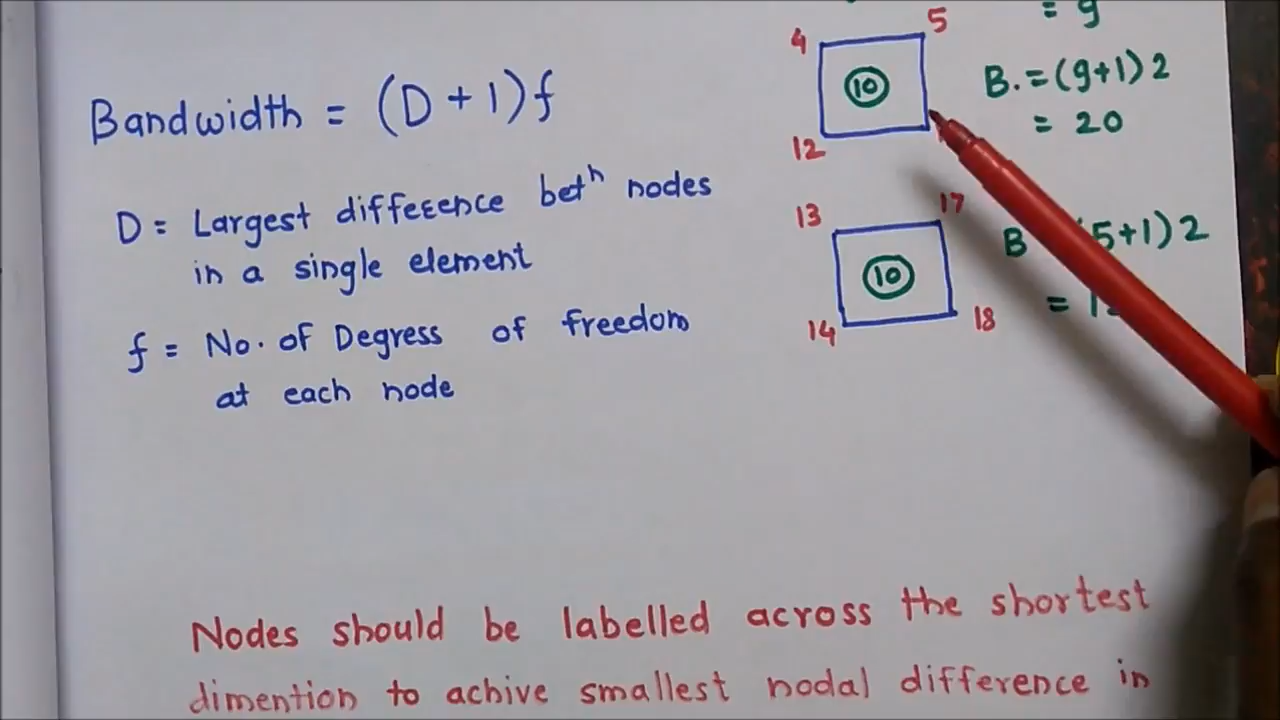 = 9
4 5
Bandwidth = (D + 1) f
10
B. = (9+1) 2
= 20
12
D = Largest difference betⁿ nodes
in a single element
13 17
B (5+1) 2
10
=
14 18
f = No. of Degress of freedom
at each node
Nodes should be labelled across the shortest
dimention to achive smallest nodal difference in